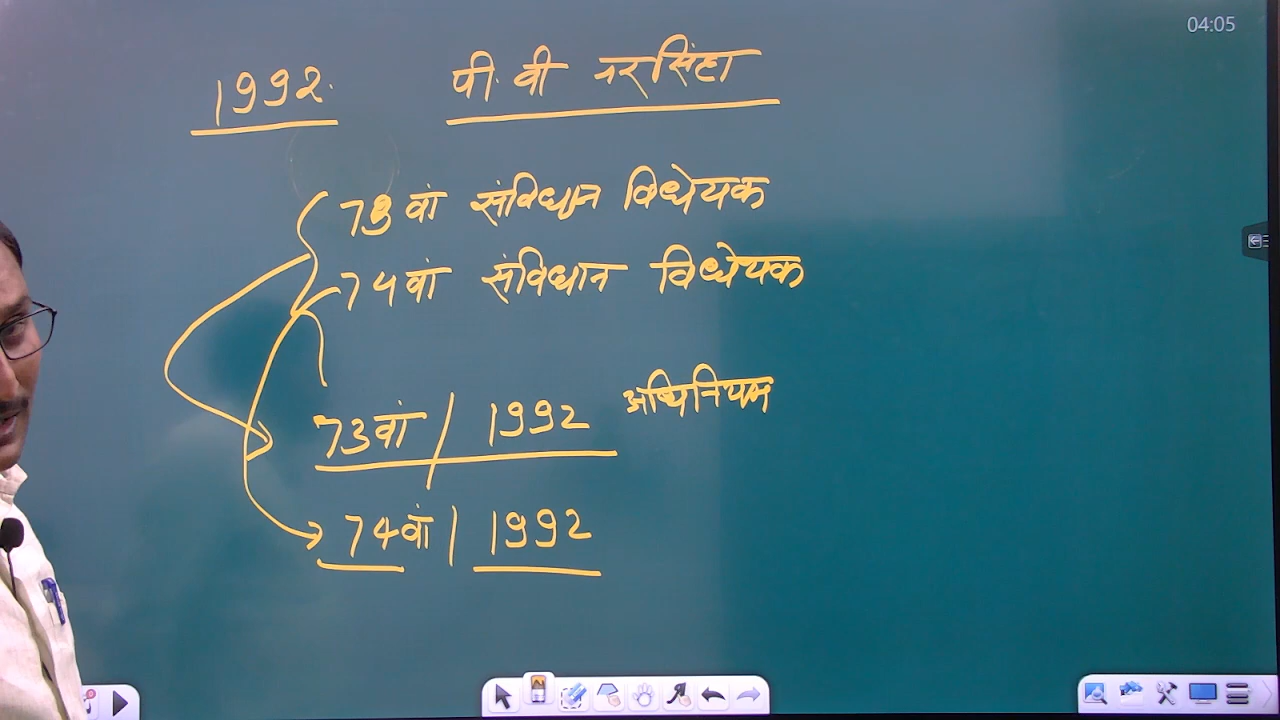 04:05
1992. पी. वी नरसिंहा
73वां संविधान विधेयक
74वां संविधान विधेयक
73वां / 1992 अधिनियम
74वां / 1992